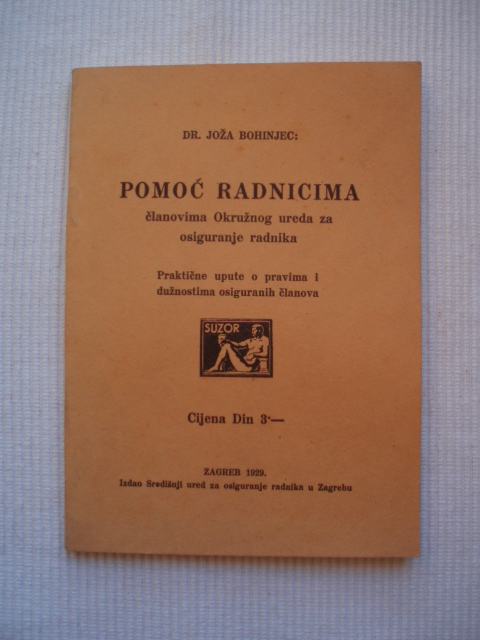 DR. JOŽA BOHINJEC:
POMOĆ RADNICIMA
članovima Okružnog ureda za
osiguranje radnika
Praktične upute o pravima i
dužnostima osiguranih članova
SUZOR
Cijena Din 3·—
ZAGREB 1929.
Izdao Središnji ured za osiguranje radnika u Zagrebu